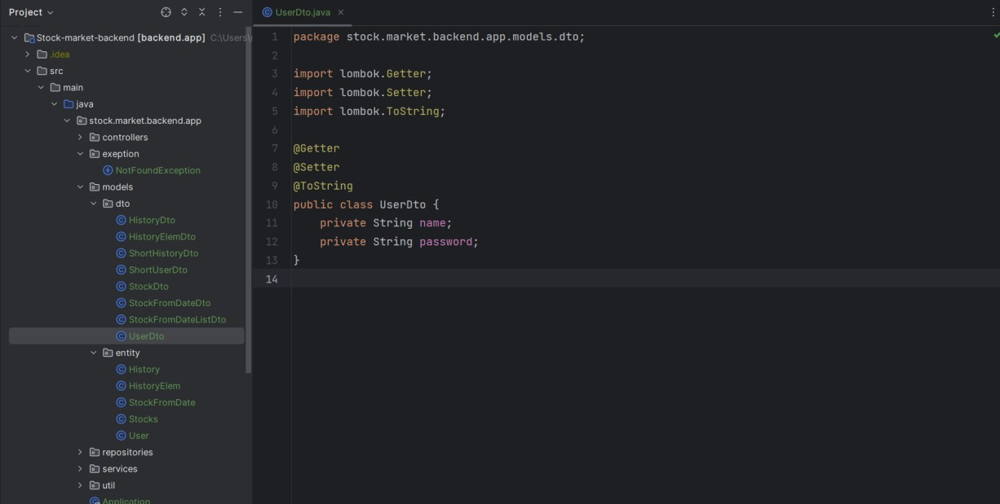 Project
Stock-market-backend [backend.app] C:\Users\
.idea
src
main
java
stock.market.backend.app
controllers
exeption
NotFoundException
models
dto
HistoryDto
HistoryElemDto
ShortHistoryDto
ShortUserDto
StockDto
StockFromDateDto
StockFromDateListDto
UserDto
entity
History
HistoryElem
StockFromDate
Stocks
User
repositories
services
util
Application
UserDto.java
1 package stock.market.backend.app.models.dto;
2
3 import lombok.Getter;
4 import lombok.Setter;
5 import lombok.ToString;
6
7 @Getter
8 @Setter
9 @ToString
10 public class UserDto {
11 private String name;
12 private String password;
13 }
14